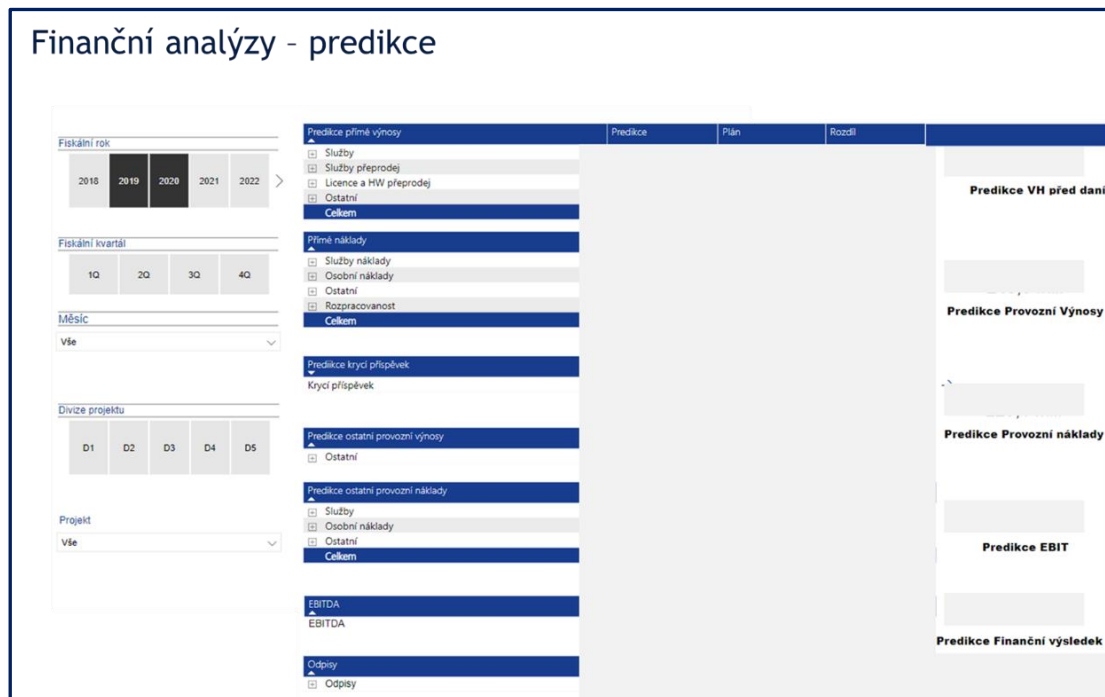 Finanční analýzy – predikce
Fiskální rok
2018 2019 2020 2021 2022
Fiskální kvartál
1Q 2Q 3Q 4Q
Měsíc
Vše
Divize projektu
D1 D2 D3 D4 D5
Projekt
Vše
Predikce přímé výnosy Predikce Plán Rozdíl
Služby
Služby přeprodej
Licence a HW přeprodej
Ostatní
Celkem
Přímé náklady
Služby náklady
Osobní náklady
Ostatní
Rozpracovanost
Celkem
Prediikce krycí příspěvek
Krycí příspěvek
Predikce ostatní provozní výnosy
Ostatní
Predikce ostatní provozní náklady
Služby
Osobní náklady
Ostatní
Celkem
EBITDA
EBITDA
Odpisy
Odpisy
Predikce VH před daní
Predikce Provozní Výnosy
Predikce Provozní náklady
Predikce EBIT
Predikce Finanční výsledek